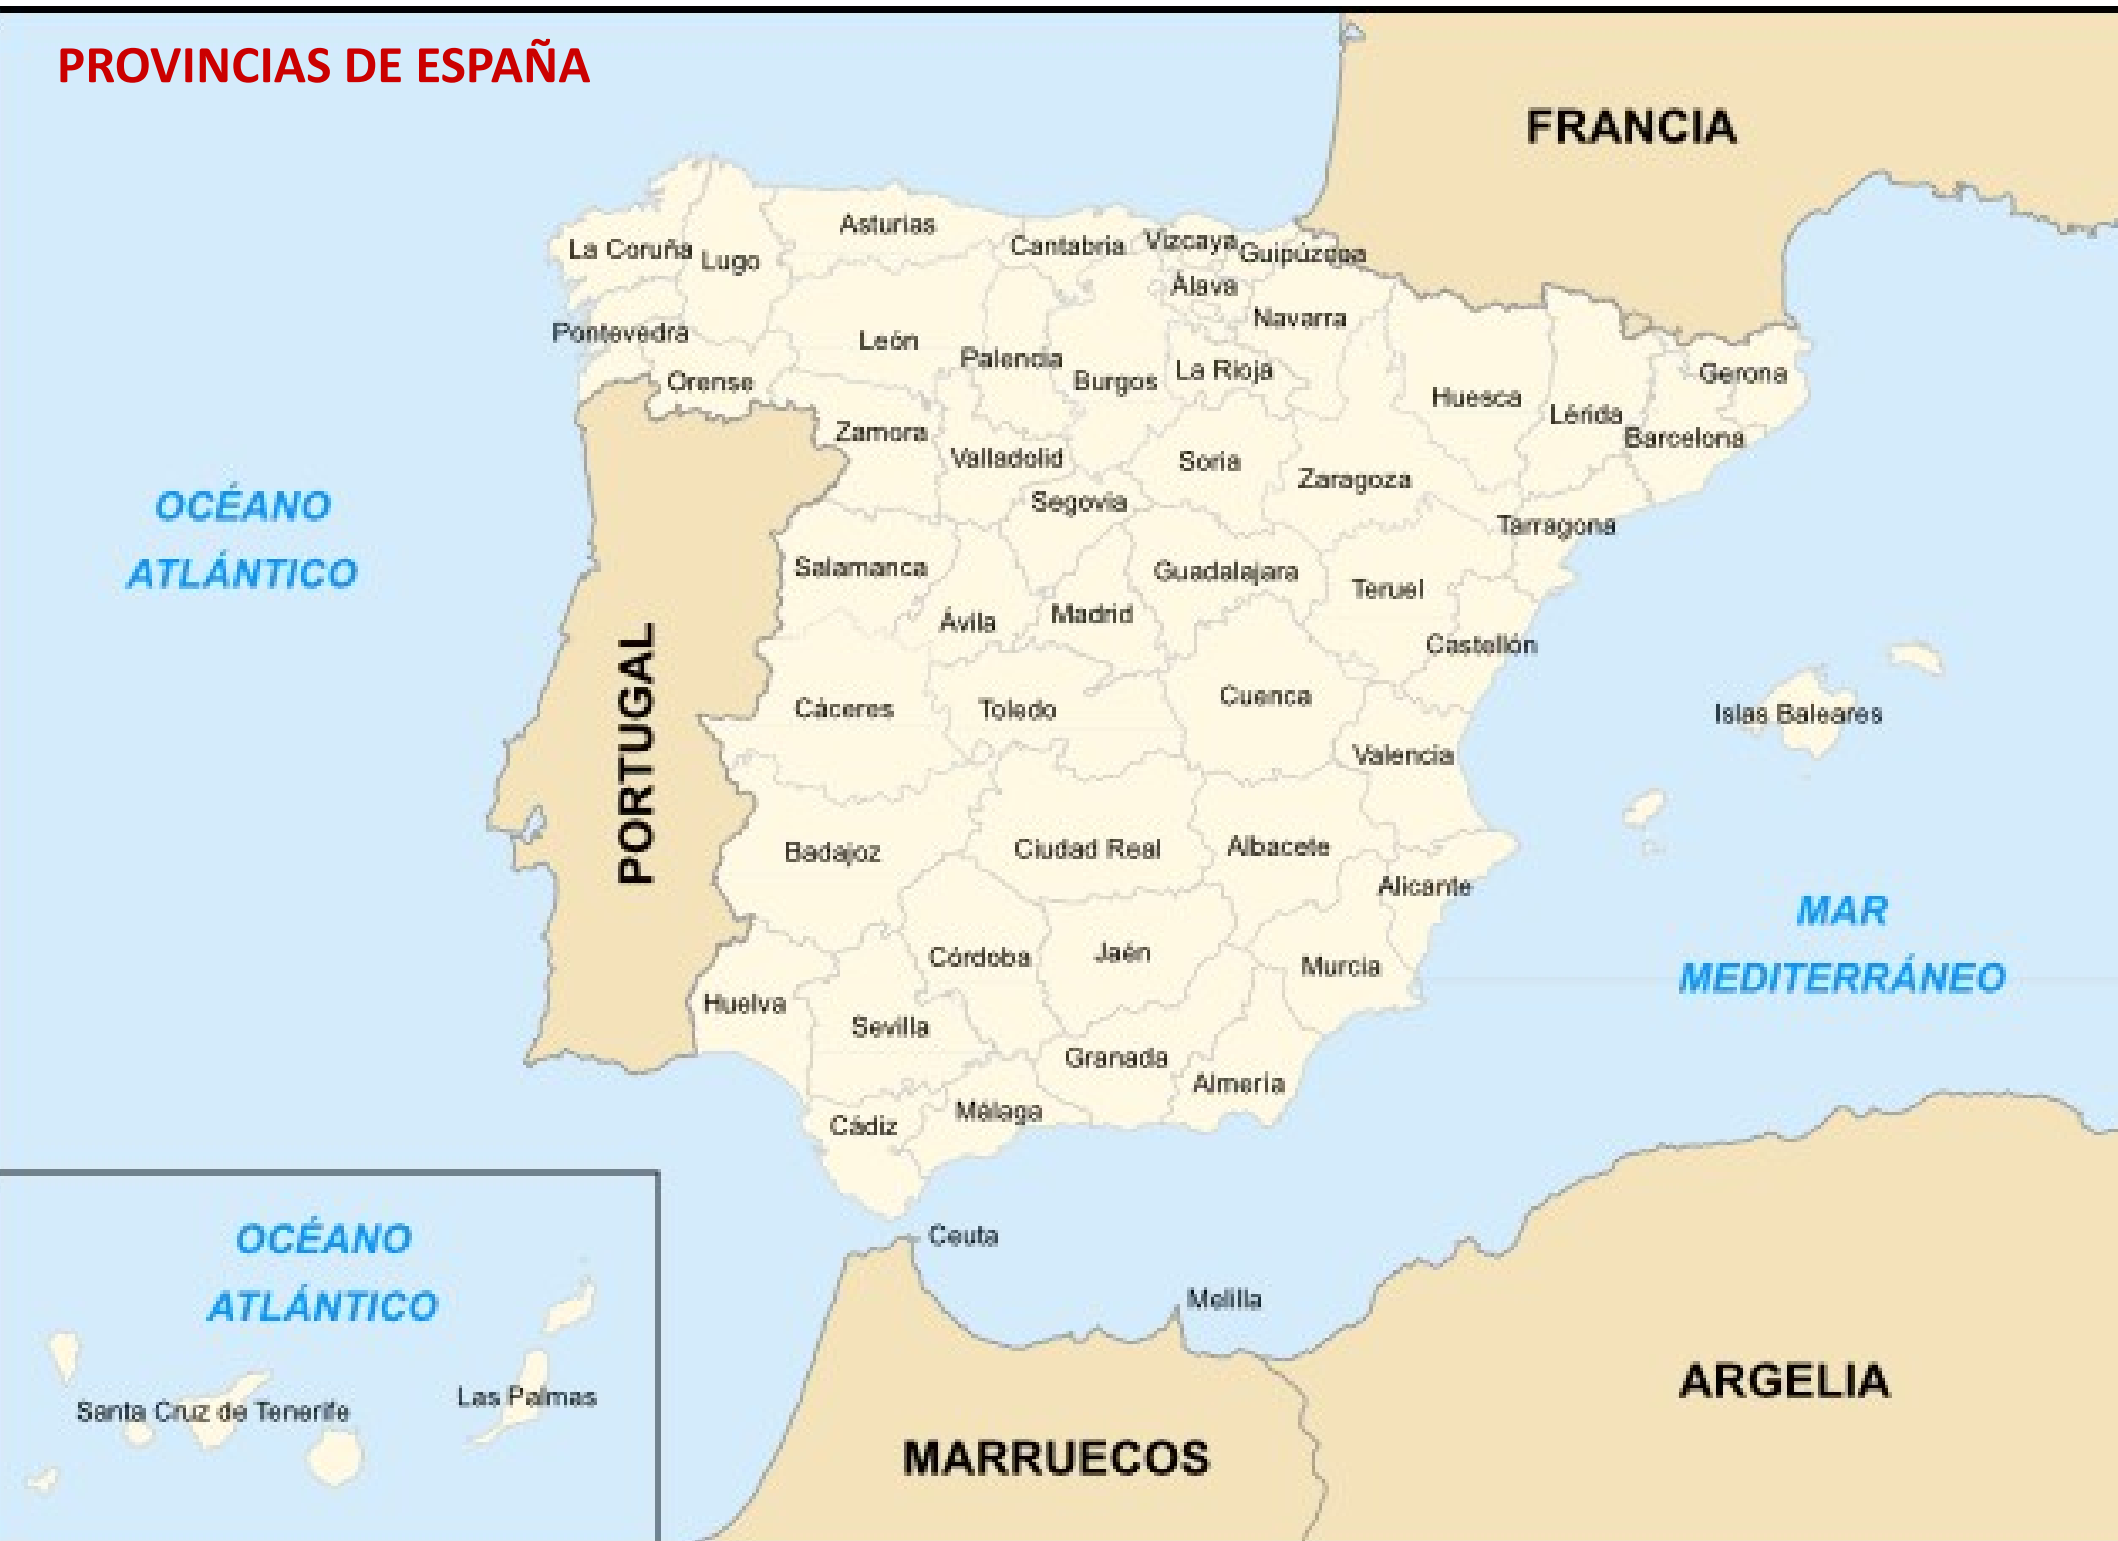 PROVINCIAS DE ESPAÑA
FRANCIA
Asturias
La Coruña
Lugo
Cantabria
Vizcaya
Guipúzcoa
Álava
Navarra
Pontevedra
León
Palencia
Burgos
La Rioja
Orense
Huesca
Lérida
Gerona
Barcelona
Zamora
Valladolid
Soria
Zaragoza
Segovia
Tarragona
OCÉANO
ATLÁNTICO
Salamanca
Ávila
Madrid
Guadalajara
Teruel
Castellón
PORTUGAL
Cáceres
Toledo
Cuenca
Valencia
Islas Baleares
Badajoz
Ciudad Real
Albacete
Alicante
MAR
MEDITERRÁNEO
Córdoba
Jaén
Murcia
Huelva
Sevilla
Granada
Almería
Cádiz
Málaga
Ceuta
Melilla
OCÉANO
ATLÁNTICO
Santa Cruz de Tenerife
Las Palmas
MARRUECOS
ARGELIA